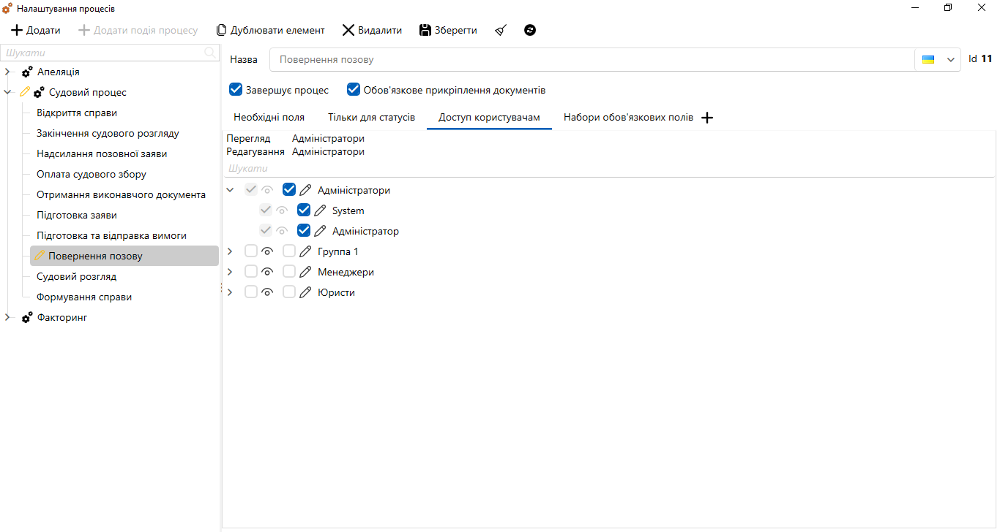 Налаштування процесів
Додати
Додати подія процесу
Дублювати елемент
Видалити
Зберегти
Шукати
Апеляція
Судовий процес
Відкриття справи
Закінчення судового розгляду
Надсилання позовної заяви
Оплата судового збору
Отримання виконавчого документа
Підготовка заяви
Підготовка та відправка вимоги
Повернення позову
Судовий розгляд
Формування справи
Факторинг
Назва Повернення позову Id 11
Завершує процес Обов'язкове прикріплення документів
Необхідні поля Тільки для статусів Доступ користувачам Набори обов'язкових полів
Перегляд Адміністратори
Редагування Адміністратори
Шукати
Адміністратори
System
Адміністратор
Группа 1
Менеджери
Юристи